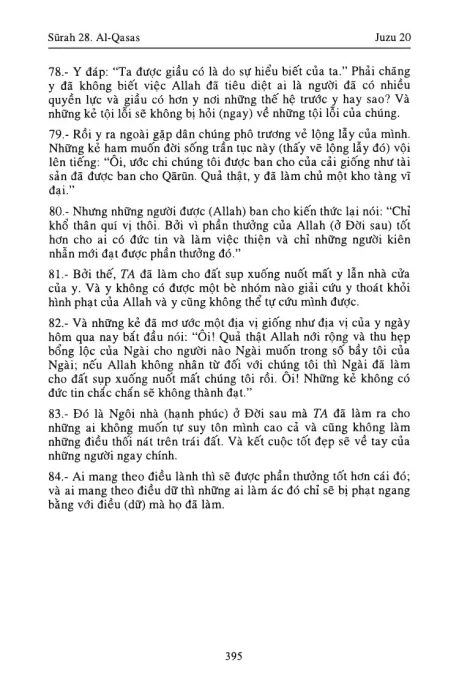 Sūrah 28. Al-Qasas Juzu 20
78.- Y đáp: “Ta được giầu có là do sự hiểu biết của ta.” Phải chăng
y đã không biết việc Allah đã tiêu diệt ai là người đã có nhiều
quyền lực và giầu có hơn y nơi những thế hệ trước y hay sao? Và
những kẻ tội lỗi sẽ không bị hỏi (ngay) về những tội lỗi của chúng.
79.- Rồi y ra ngoài gặp dân chúng phô trương vẻ lộng lẫy của mình.
Những kẻ ham muốn đời sống trần tục này (thấy vẻ lộng lẫy đó) vội
lên tiếng: “Ôi, ước chi chúng tôi được ban cho của cải giống như tài
sản đã được ban cho Qārūn. Quả thật, y đã làm chủ một kho tàng vĩ
đại.”
80.- Nhưng những người được (Allah) ban cho kiến thức lại nói: “Chỉ
khổ thân quí vị thôi. Bởi vì phần thưởng của Allah (ở Đời sau) tốt
hơn cho ai có đức tin và làm việc thiện và chỉ những người kiên
nhẫn mới đạt được phần thưởng đó.”
81.- Bởi thế, TA đã làm cho đất sụp xuống nuốt mất y lẫn nhà cửa
của y. Và y không có được một bè nhóm nào giải cứu y thoát khỏi
hình phạt của Allah và y cũng không thể tự cứu mình được.
82.- Và những kẻ đã mơ ước một địa vị giống như địa vị của y ngày
hôm qua nay bắt đầu nói: “Ôi! Quả thật Allah nới rộng và thu hẹp
bổng lộc của Ngài cho người nào Ngài muốn trong số bầy tôi của
Ngài; nếu Allah không nhân từ đối với chúng tôi thì Ngài đã làm
cho đất sụp xuống nuốt mất chúng tôi rồi. Ôi! Những kẻ không có
đức tin chắc chắn sẽ không thành đạt.”
83.- Đó là Ngôi nhà (hạnh phúc) ở Đời sau mà TA đã làm ra cho
những ai không muốn tự suy tôn mình cao cả và cũng không làm
những điều thối nát trên trái đất. Và kết cuộc tốt đẹp sẽ về tay của
những người ngay chính.
84.- Ai mang theo điều lành thì sẽ được phần thưởng tốt hơn cái đó;
và ai mang theo điều dữ thì những ai làm ác đó chỉ sẽ bị phạt ngang
bằng với điều (dữ) mà họ đã làm.
395